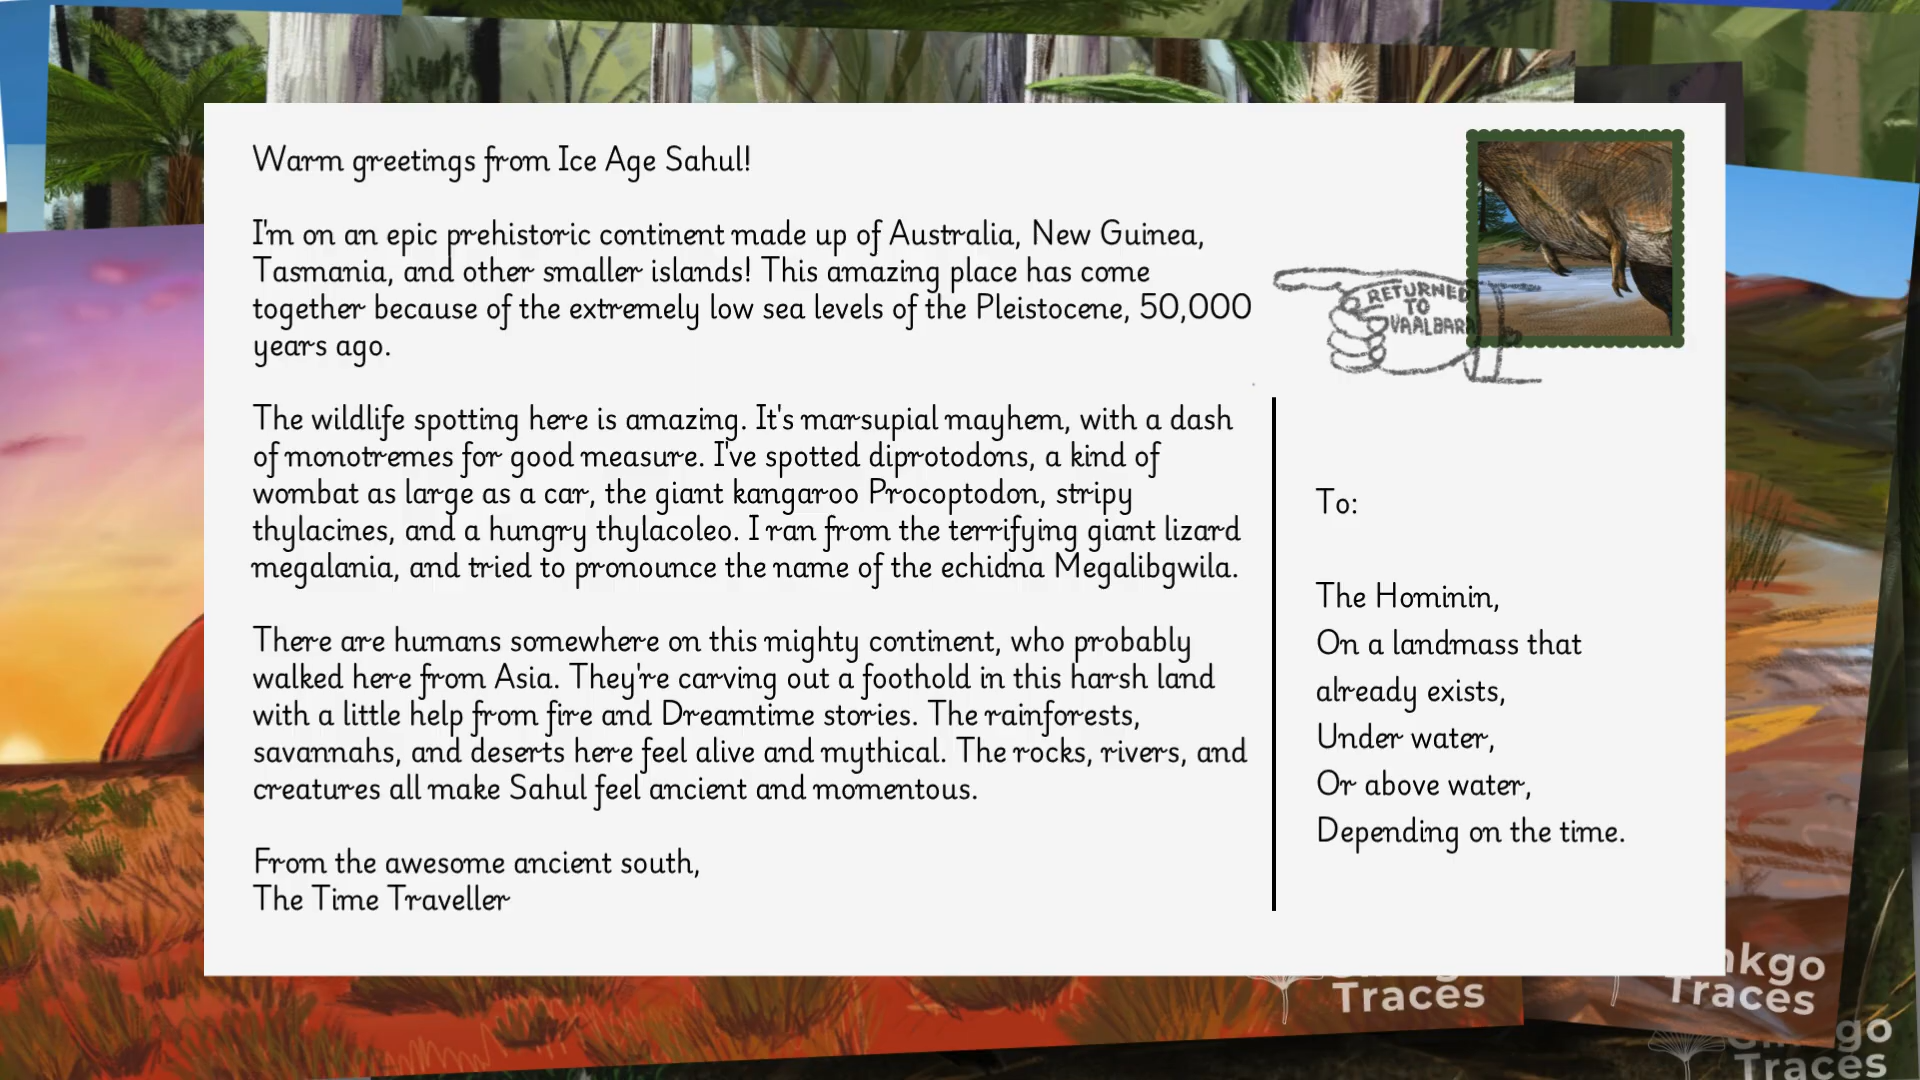 Warm greetings from Ice Age Sahul!
I'm on an epic prehistoric continent made up of Australia, New Guinea,
Tasmania, and other smaller islands! This amazing place has come
together because of the extremely low sea levels of the Pleistocene, 50,000
years ago.
The wildlife spotting here is amazing. It's marsupial mayhem, with a dash
of monotremes for good measure. I've spotted diprotodons, a kind of
wombat as large as a car, the giant kangaroo Procoptodon, stripy
thylacines, and a hungry thylacoleo. I ran from the terrifying giant lizard
megalania, and tried to pronounce the name of the echidna Megalibgwila.
There are humans somewhere on this mighty continent, who probably
walked here from Asia. They're carving out a foothold in this harsh land
with a little help from fire and Dreamtime stories. The rainforests,
savannahs, and deserts here feel alive and mythical. The rocks, rivers, and
creatures all make Sahul feel ancient and momentous.
From the awesome ancient south,
The Time Traveller
RETURNED
TO
VAALBARA
To:
The Hominin,
On a landmass that
already exists,
Under water,
Or above water,
Depending on the time.
Traces
nkgo
Traces
go
Traces